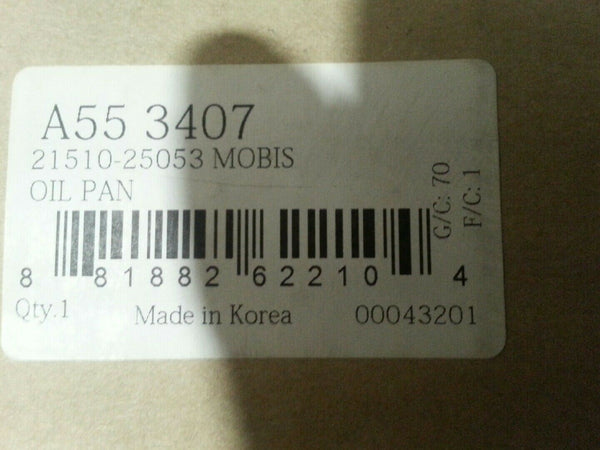 A55 3407
21510-25053 MOBIS
OIL PAN
G/C: 70
F/C: 1
8 81882 62210 4
Qty.1 Made in Korea 00043201